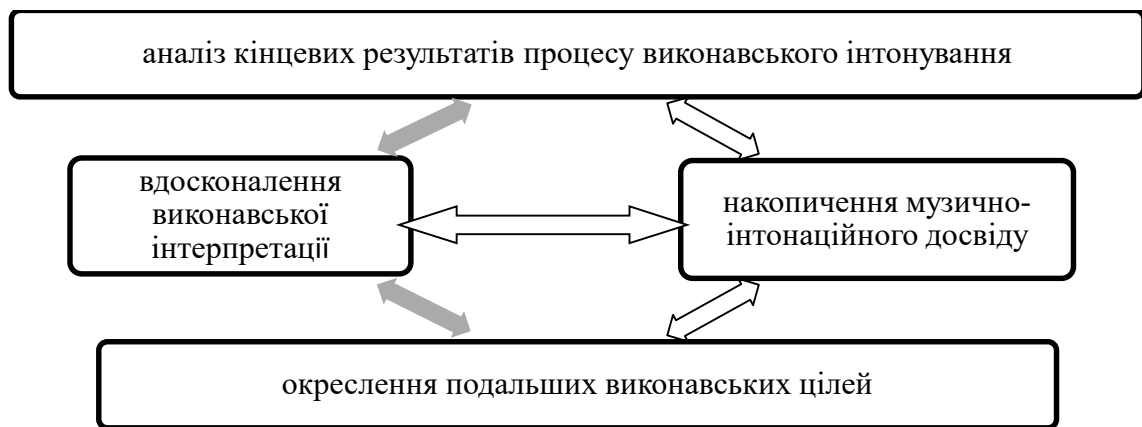 аналіз кінцевих результатів процесу виконавського інтонування
вдосконалення
виконавської
інтерпретації
накопичення музично-
інтонаційного досвіду
окреслення подальших виконавських цілей